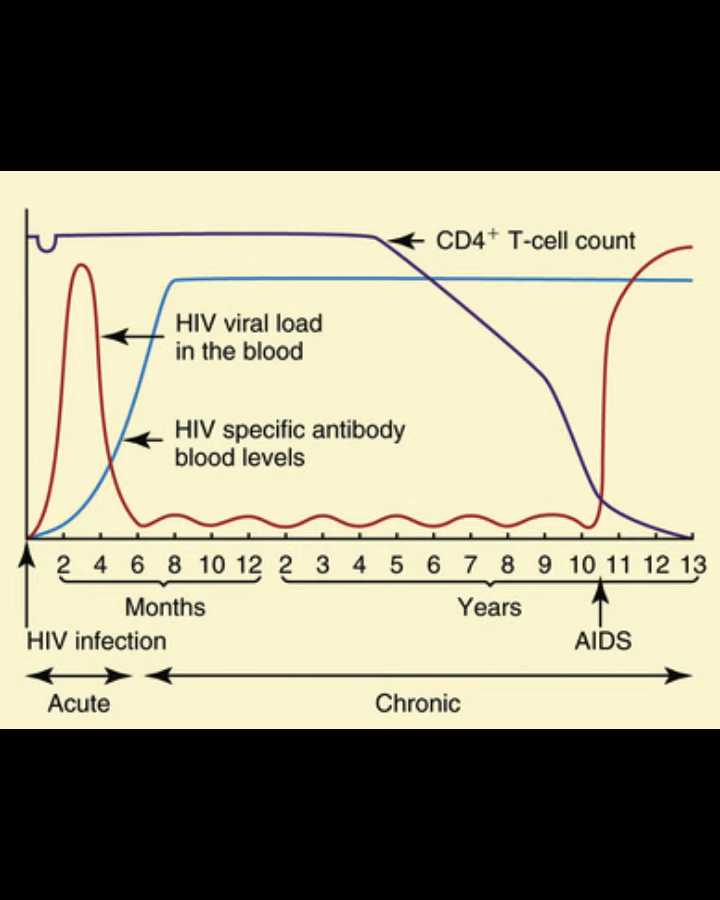 CD4+ T-cell count
HIV viral load
in the blood
HIV specific antibody
blood levels
2 4 6 8 10 12 2 3 4 5 6 7 8 9 10 11 12 13
Months
Years
HIV infection
AIDS
Acute
Chronic